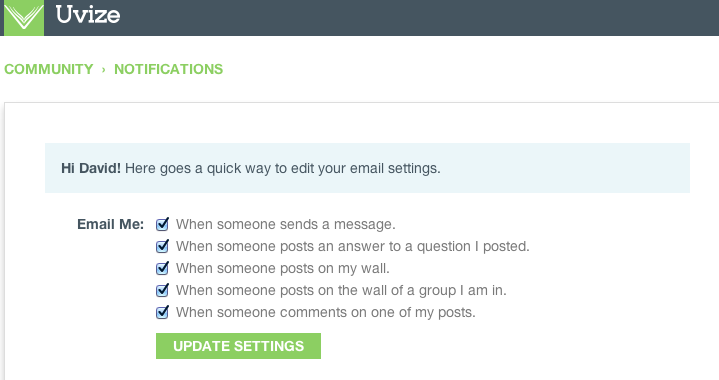 Uvize
COMMUNITY › NOTIFICATIONS
Hi David! Here goes a quick way to edit your email settings.
Email Me: When someone sends a message.
When someone posts an answer to a question I posted.
When someone posts on my wall.
When someone posts on the wall of a group I am in.
When someone comments on one of my posts.
UPDATE SETTINGS